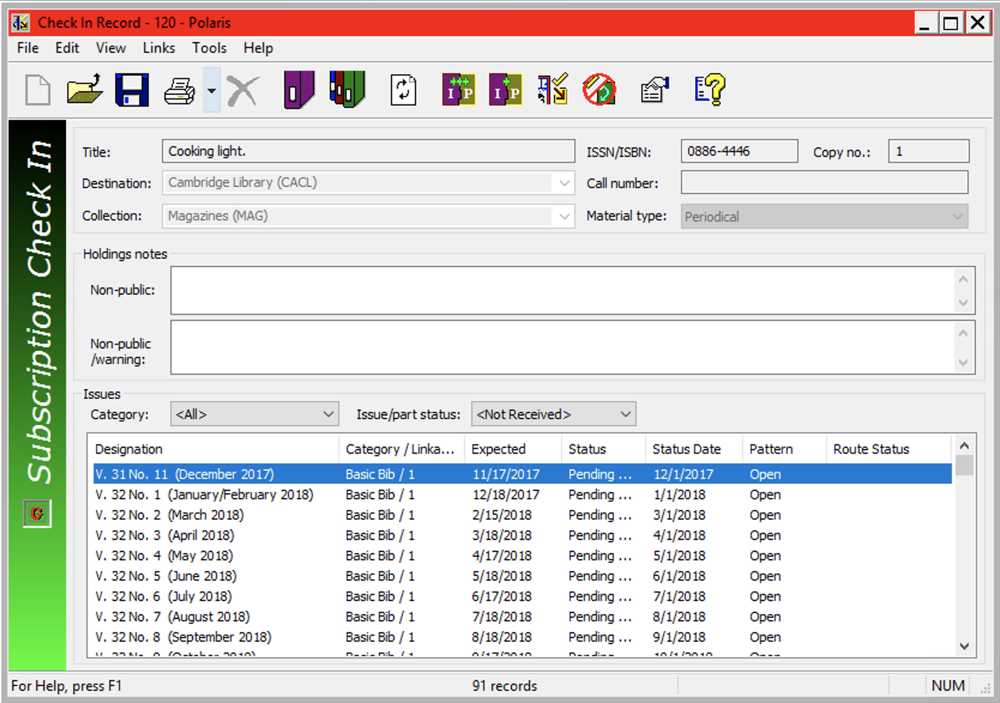 Check In Record - 120 - Polaris
File Edit View Links Tools Help
I P I P
Subscription Check In
G
Title: Cooking light. ISSN/ISBN: 0886-4446 Copy no.: 1
Destination: Cambridge Library (CACL) Call number:
Collection: Magazines (MAG) Material type: Periodical
Holdings notes
Non-public:
Non-public
/warning:
Issues
Category: <All> Issue/part status: <Not Received>
Designation Category / Linka... Expected Status Status Date Pattern Route Status
V. 31 No. 11 (December 2017) Basic Bib / 1 11/17/2017 Pending ... 12/1/2017 Open
V. 32 No. 1 (January/February 2018) Basic Bib / 1 12/18/2017 Pending ... 1/1/2018 Open
V. 32 No. 2 (March 2018) Basic Bib / 1 2/15/2018 Pending ... 3/1/2018 Open
V. 32 No. 3 (April 2018) Basic Bib / 1 3/18/2018 Pending ... 4/1/2018 Open
V. 32 No. 4 (May 2018) Basic Bib / 1 4/17/2018 Pending ... 5/1/2018 Open
V. 32 No. 5 (June 2018) Basic Bib / 1 5/18/2018 Pending ... 6/1/2018 Open
V. 32 No. 6 (July 2018) Basic Bib / 1 6/17/2018 Pending ... 7/1/2018 Open
V. 32 No. 7 (August 2018) Basic Bib / 1 7/18/2018 Pending ... 8/1/2018 Open
V. 32 No. 8 (September 2018) Basic Bib / 1 8/18/2018 Pending ... 9/1/2018 Open
For Help, press F1 91 records NUM